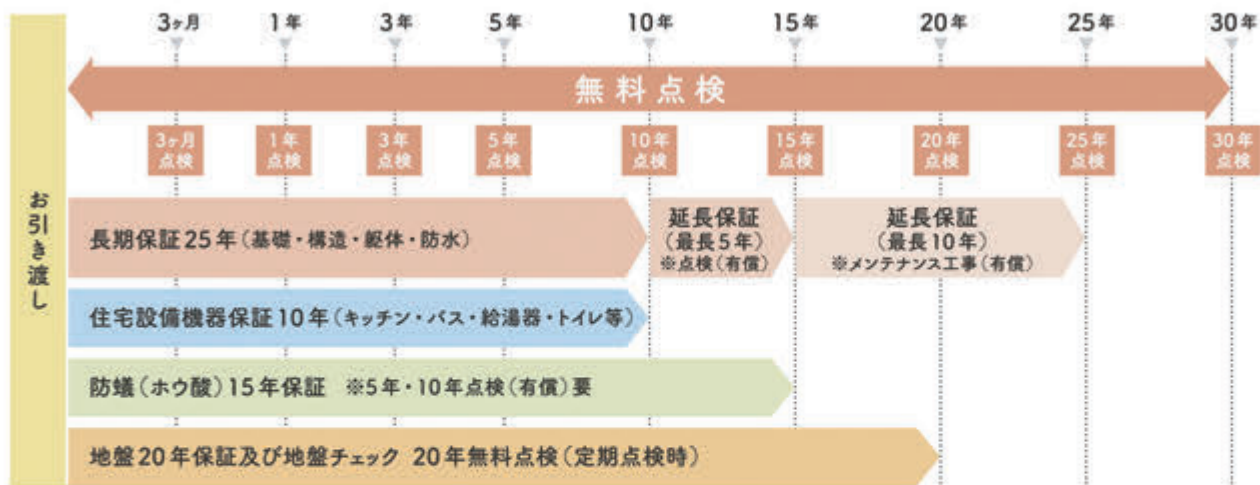 3ヶ月 1年 3年 5年 10年 15年 20年 25年 30年
無料点検
3ヶ月
点検
1年
点検
3年
点検
5年
点検
10年
点検
15年
点検
20年
点検
25年
点検
30年
点検
お引き渡し
長期保証25年(基礎・構造・躯体・防水)
延長保証
(最長5年)
※点検(有償)
延長保証
(最長10年)
※メンテナンス工事(有償)
住宅設備機器保証10年(キッチン・バス・給湯器・トイレ等)
防蟻(ホウ酸)15年保証 ※5年・10年点検(有償)要
地盤20年保証及び地盤チェック 20年無料点検(定期点検時)